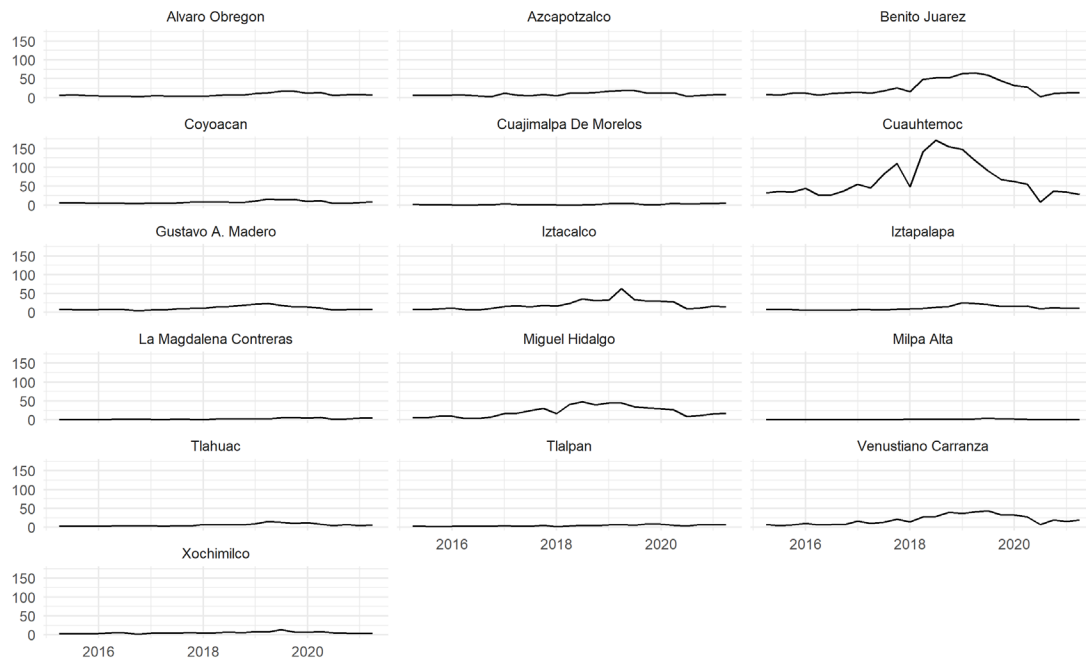 Alvaro Obregon
Azcapotzalco
Benito Juarez
150
100
50
0
Coyoacan
Cuajimalpa De Morelos
Cuauhtemoc
150
100
50
0
Gustavo A. Madero
Iztacalco
Iztapalapa
150
100
50
0
La Magdalena Contreras
Miguel Hidalgo
Milpa Alta
150
100
50
0
Tlahuac
Tlalpan
Venustiano Carranza
150
100
50
0
2016 2018 2020
2016 2018 2020
Xochimilco
150
100
50
0
2016 2018 2020